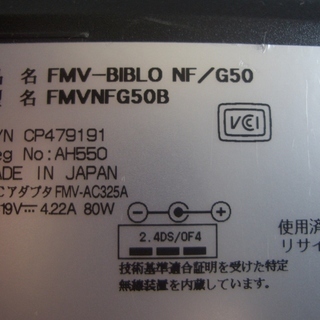 品 名 FMV-BIBLO NF/G50
型 名 FMVNFG50B
P/N CP479191
Reg No:AH550
MADE IN JAPAN
ACアダプタ FMV-AC325A
19V⎓ 4.22A 80W
VCCI
2.4DS/OF4
技術基準適合証明を受けた特定
無線装置を内蔵しています。
使用済
リサイ